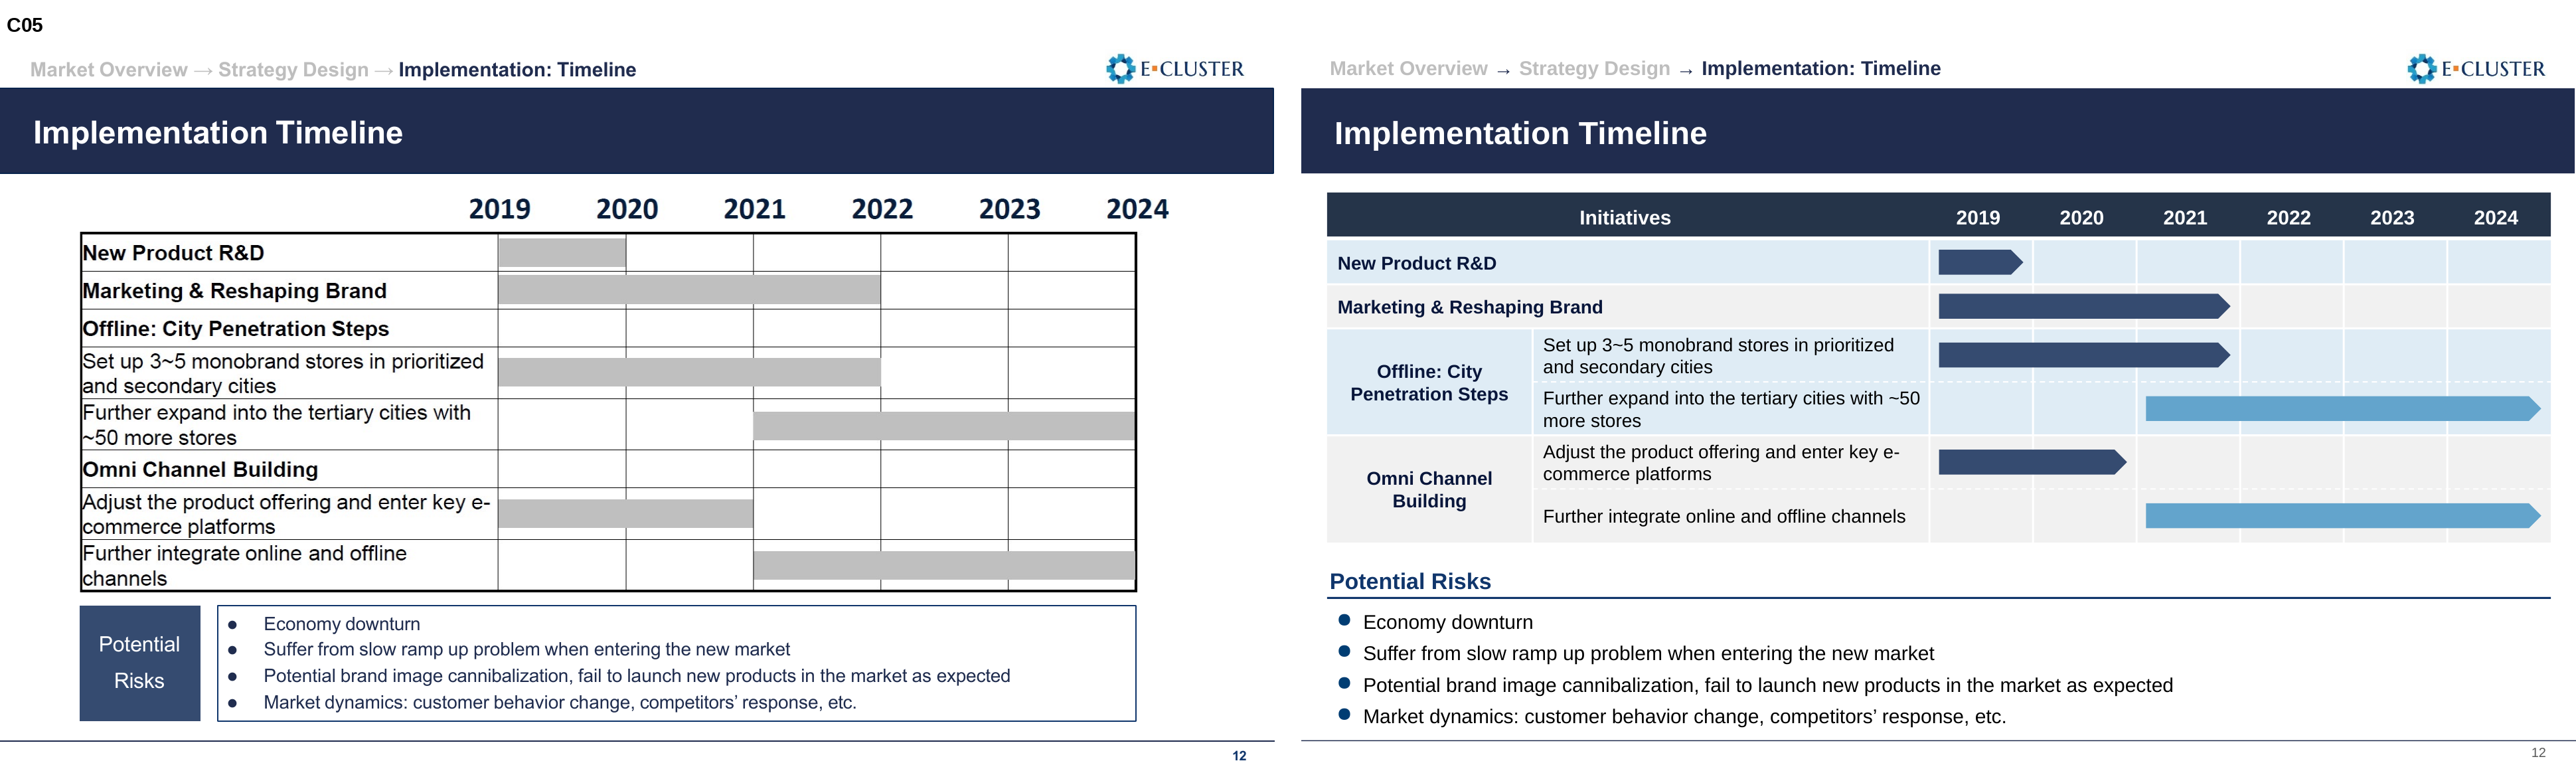 C05
Market Overview → Strategy Design → Implementation: Timeline
E-CLUSTER
Implementation Timeline
2019 2020 2021 2022 2023 2024
New Product R&D
Marketing & Reshaping Brand
Offline: City Penetration Steps
Set up 3~5 monobrand stores in prioritized
and secondary cities
Further expand into the tertiary cities with
~50 more stores
Omni Channel Building
Adjust the product offering and enter key e-
commerce platforms
Further integrate online and offline
channels
Potential
Risks
● Economy downturn
● Suffer from slow ramp up problem when entering the new market
● Potential brand image cannibalization, fail to launch new products in the market as expected
● Market dynamics: customer behavior change, competitors’ response, etc.
12
Market Overview → Strategy Design → Implementation: Timeline
E-CLUSTER
Implementation Timeline
Initiatives 2019 2020 2021 2022 2023 2024
New Product R&D
Marketing & Reshaping Brand
Offline: City
Penetration Steps
Set up 3~5 monobrand stores in prioritized
and secondary cities
Further expand into the tertiary cities with ~50
more stores
Omni Channel
Building
Adjust the product offering and enter key e-
commerce platforms
Further integrate online and offline channels
Potential Risks
● Economy downturn
● Suffer from slow ramp up problem when entering the new market
● Potential brand image cannibalization, fail to launch new products in the market as expected
● Market dynamics: customer behavior change, competitors’ response, etc.
12